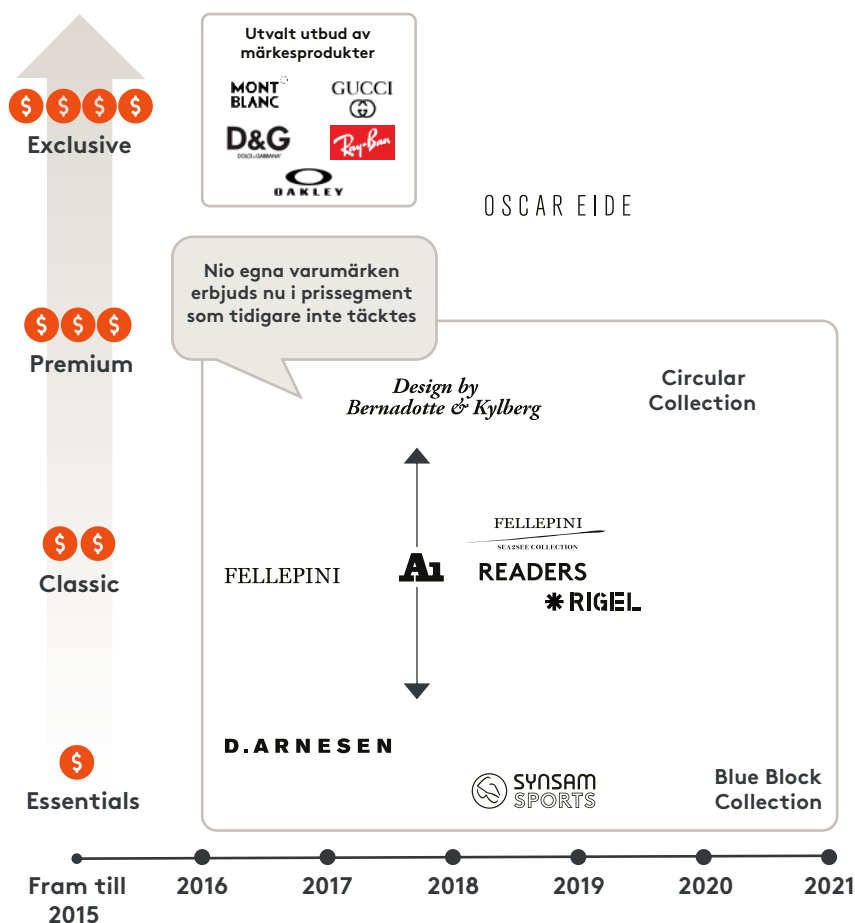 Utvalt utbud av
märkesprodukter
MONT
BLANC
GUCCI
D&G
DOLCE & GABBANA
Ray-Ban
OAKLEY
$ $ $ $
Exclusive
OSCAR EIDE
Nio egna varumärken
erbjuds nu i prissegment
som tidigare inte täcktes
$ $ $
Premium
Design by
Bernadotte & Kylberg
Circular
Collection
$ $
Classic
FELLEPINI
A1
FELLEPINI
SEA2SEE COLLECTION
READERS
RIGEL
D.ARNESEN
$
Essentials
SYNSAM
SPORTS
Blue Block
Collection
Fram till
2015
2016
2017
2018
2019
2020
2021